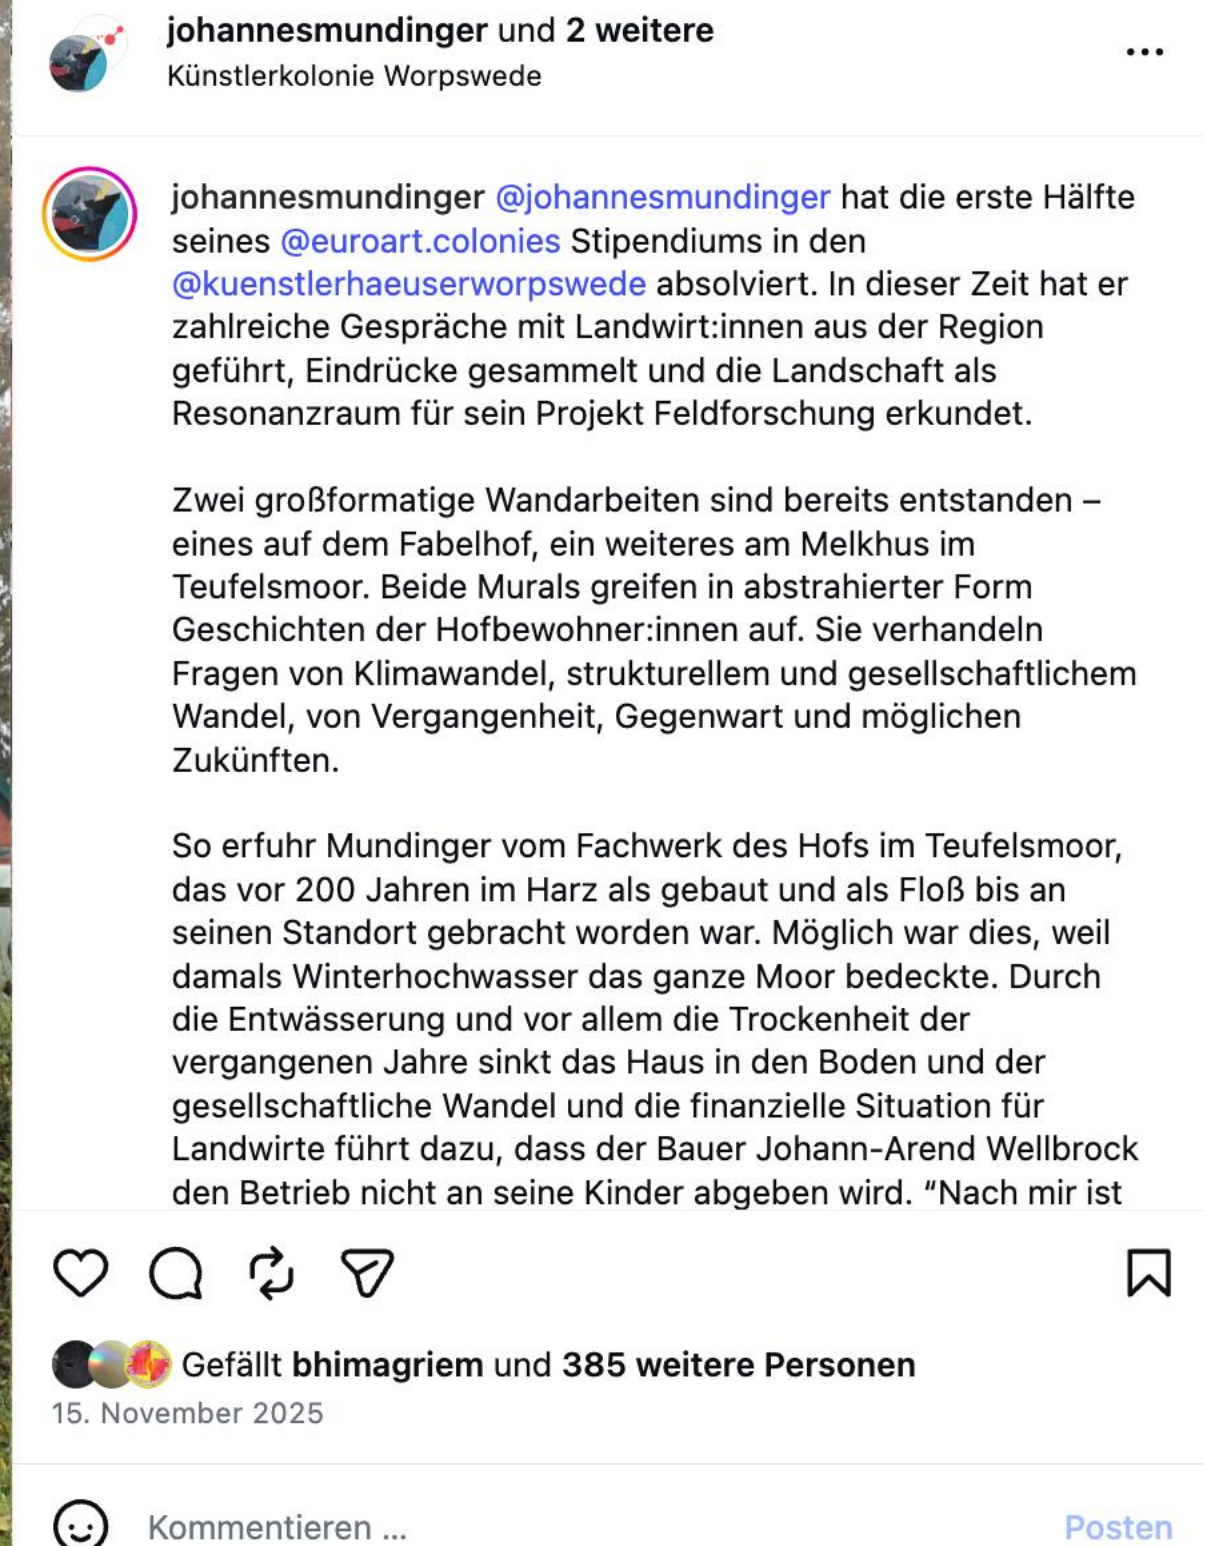 johannesmundinger und 2 weitere
Künstlerkolonie Worpswede
johannesmundinger @johannesmundinger hat die erste Hälfte
seines @euroart.colonies Stipendiums in den
@kuenstlerhaeuserworpswede absolviert. In dieser Zeit hat er
zahlreiche Gespräche mit Landwirt:innen aus der Region
geführt, Eindrücke gesammelt und die Landschaft als
Resonanzraum für sein Projekt Feldforschung erkundet.
Zwei großformatige Wandarbeiten sind bereits entstanden –
eines auf dem Fabelhof, ein weiteres am Melkhus im
Teufelsmoor. Beide Murals greifen in abstrahierter Form
Geschichten der Hofbewohner:innen auf. Sie verhandeln
Fragen von Klimawandel, strukturellem und gesellschaftlichem
Wandel, von Vergangenheit, Gegenwart und möglichen
Zukünften.
So erfuhr Mundinger vom Fachwerk des Hofs im Teufelsmoor,
das vor 200 Jahren im Harz als gebaut und als Floß bis an
seinen Standort gebracht worden war. Möglich war dies, weil
damals Winterhochwasser das ganze Moor bedeckte. Durch
die Entwässerung und vor allem die Trockenheit der
vergangenen Jahre sinkt das Haus in den Boden und der
gesellschaftliche Wandel und die finanzielle Situation für
Landwirte führt dazu, dass der Bauer Johann-Arend Wellbrock
den Betrieb nicht an seine Kinder abgeben wird. “Nach mir ist
Gefällt bhimagriem und 385 weitere Personen
15. November 2025
Kommentieren ...
Posten